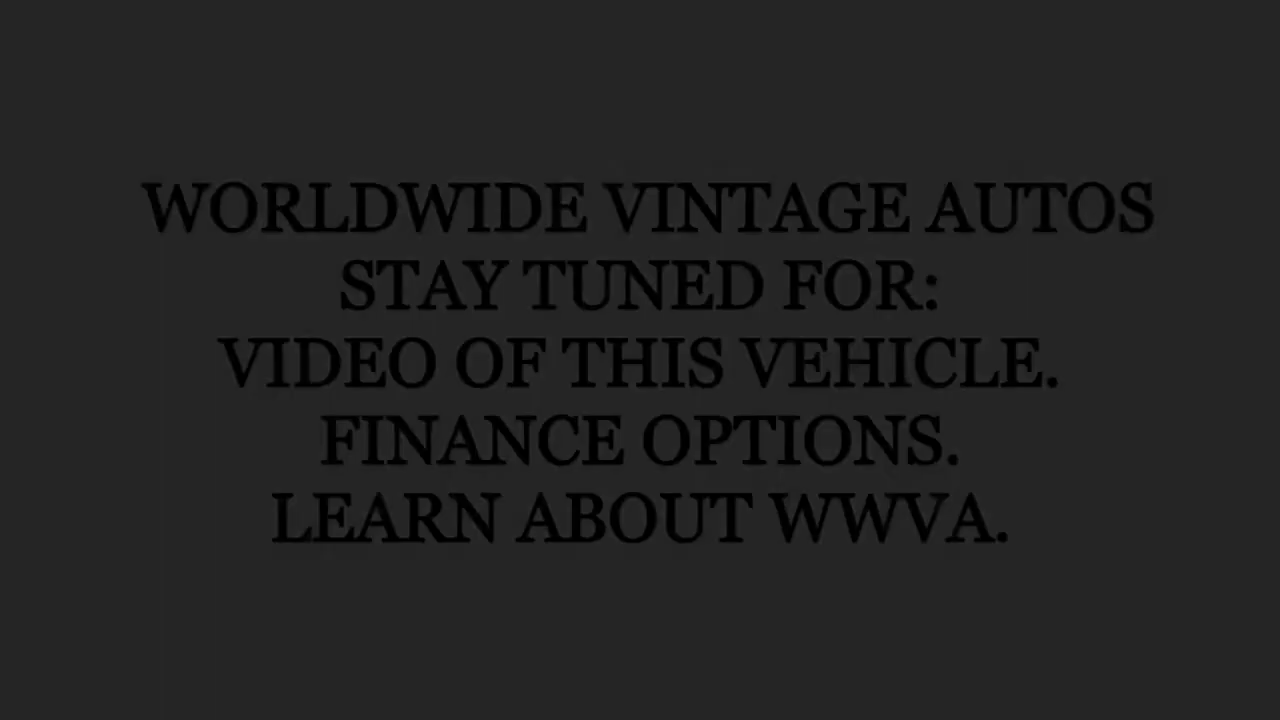 WORLDWIDE VINTAGE AUTOS
STAY TUNED FOR:
VIDEO OF THIS VEHICLE.
FINANCE OPTIONS.
LEARN ABOUT WWVA.